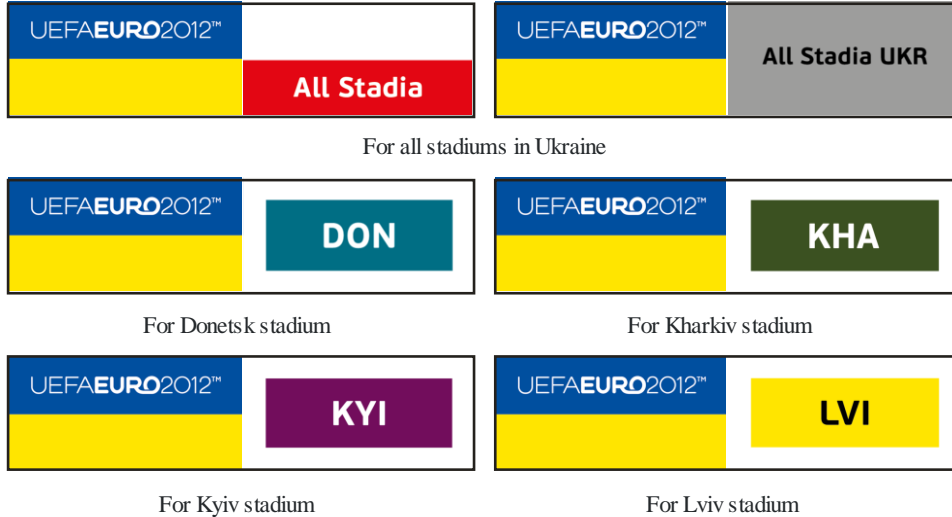 UEFAEURO2012™ All Stadia
UEFAEURO2012™ All Stadia UKR
For all stadiums in Ukraine
UEFAEURO2012™ DON
UEFAEURO2012™ KHA
For Donetsk stadium
For Kharkiv stadium
UEFAEURO2012™ KYI
UEFAEURO2012™ LVI
For Kyiv stadium
For Lviv stadium